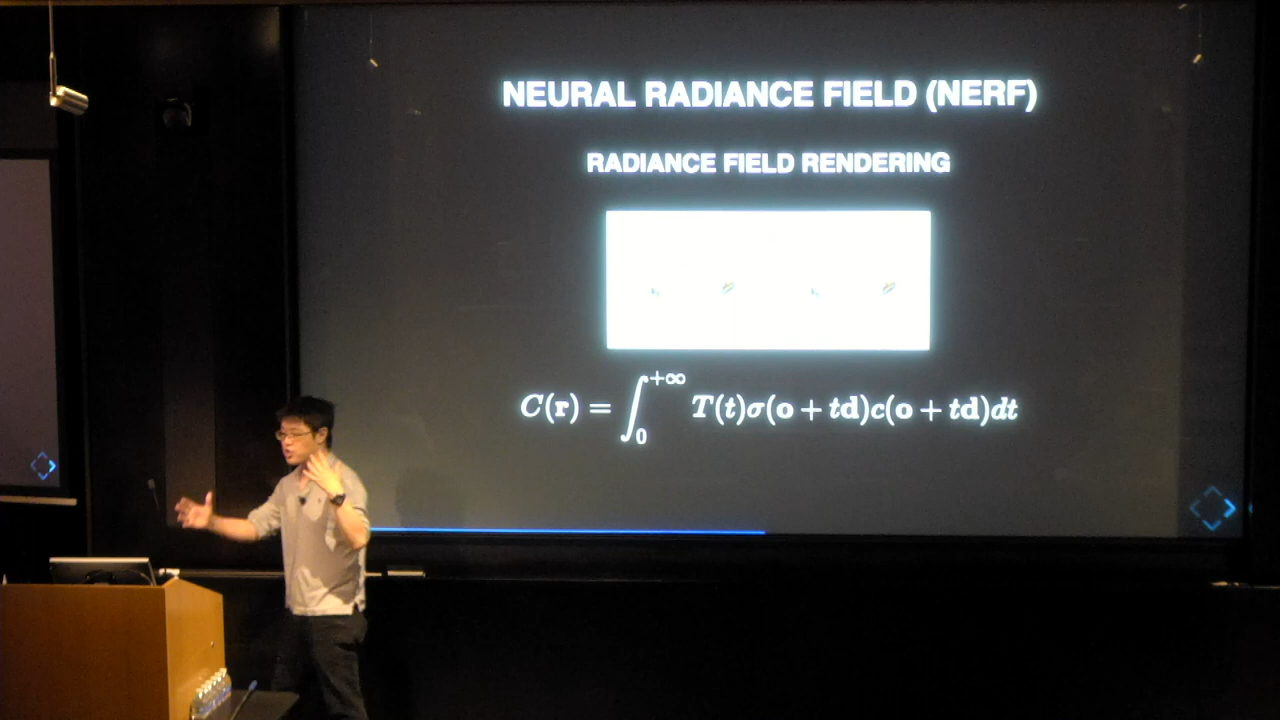 NEURAL RADIANCE FIELD (NERF)
RADIANCE FIELD RENDERING
C(r) = ∫₀^{+∞} T(t)σ(o + td)c(o + td)dt